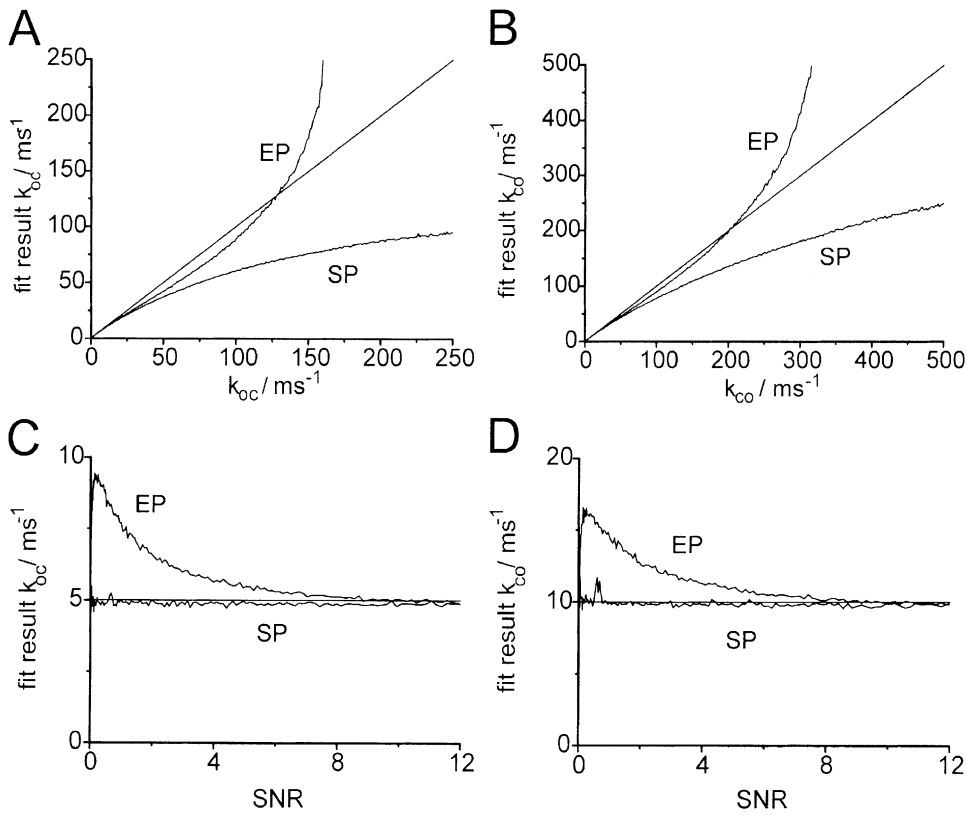 A
250
200
150
100
50
0
fit result k_oc / ms⁻¹
EP
SP
0 50 100 150 200 250
k_oc / ms⁻¹
B
500
400
300
200
100
0
fit result k_co / ms⁻¹
EP
SP
0 100 200 300 400 500
k_co / ms⁻¹
C
10
5
0
fit result k_oc / ms⁻¹
EP
SP
0 4 8 12
SNR
D
20
10
0
fit result k_co / ms⁻¹
EP
SP
0 4 8 12
SNR